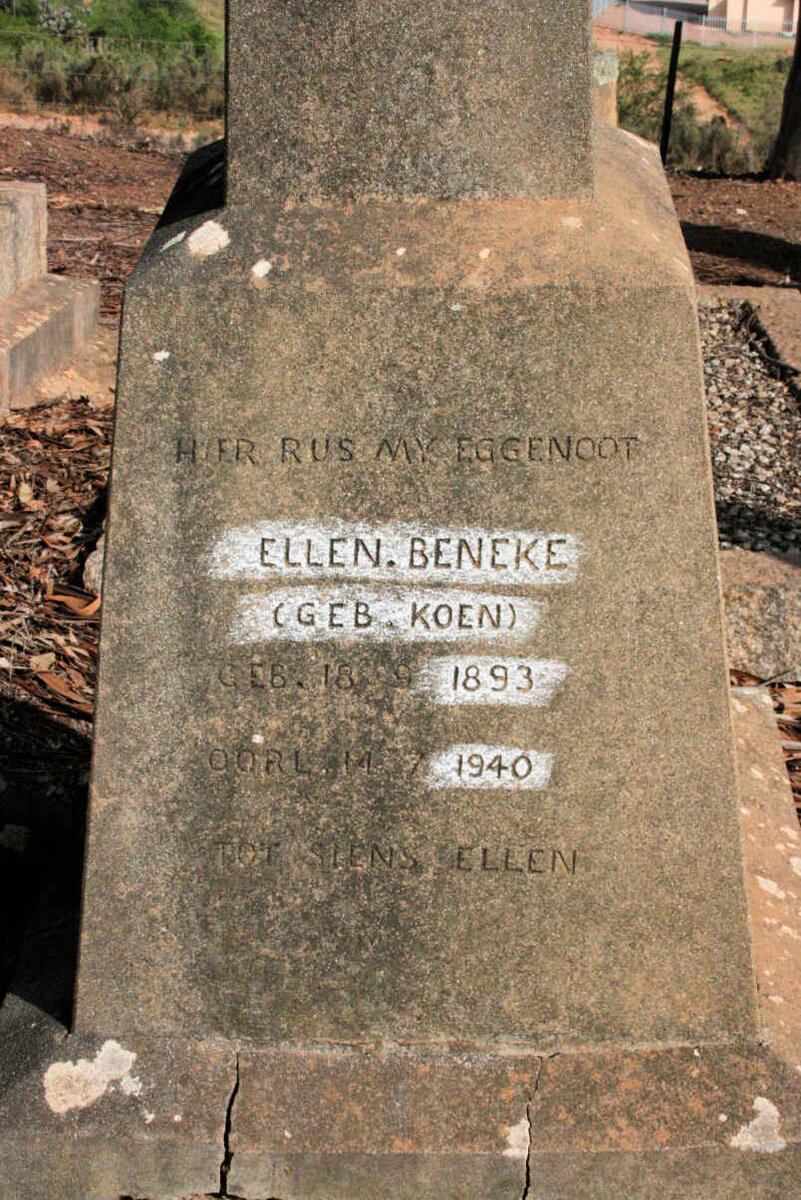 HIER RUS MY EGGENOOT
ELLEN. BENEKE
(GEB. KOEN)
GEB. 18 9 1893
OORL. 14 7 1940
TOT SIENS ELLEN